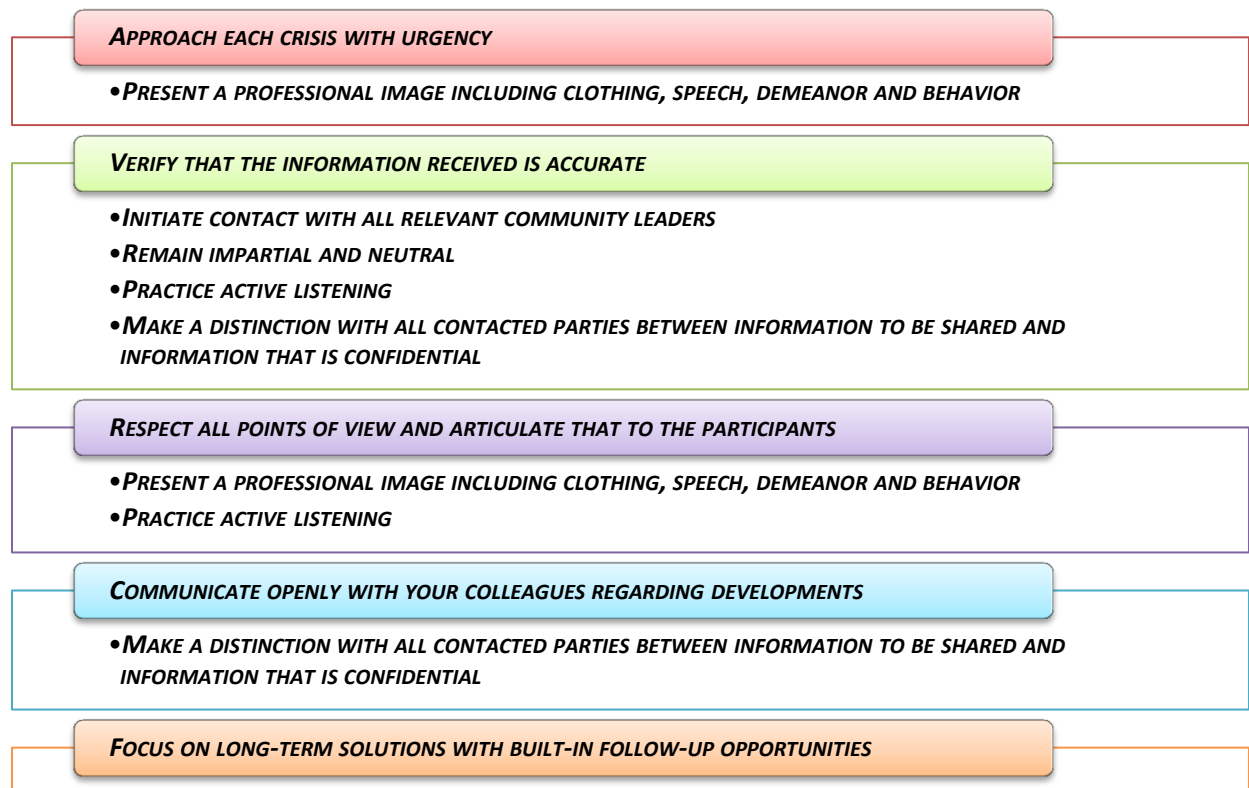 APPROACH EACH CRISIS WITH URGENCY
•PRESENT A PROFESSIONAL IMAGE INCLUDING CLOTHING, SPEECH, DEMEANOR AND BEHAVIOR
VERIFY THAT THE INFORMATION RECEIVED IS ACCURATE
•INITIATE CONTACT WITH ALL RELEVANT COMMUNITY LEADERS
•REMAIN IMPARTIAL AND NEUTRAL
•PRACTICE ACTIVE LISTENING
•MAKE A DISTINCTION WITH ALL CONTACTED PARTIES BETWEEN INFORMATION TO BE SHARED AND
INFORMATION THAT IS CONFIDENTIAL
RESPECT ALL POINTS OF VIEW AND ARTICULATE THAT TO THE PARTICIPANTS
•PRESENT A PROFESSIONAL IMAGE INCLUDING CLOTHING, SPEECH, DEMEANOR AND BEHAVIOR
•PRACTICE ACTIVE LISTENING
COMMUNICATE OPENLY WITH YOUR COLLEAGUES REGARDING DEVELOPMENTS
•MAKE A DISTINCTION WITH ALL CONTACTED PARTIES BETWEEN INFORMATION TO BE SHARED AND
INFORMATION THAT IS CONFIDENTIAL
FOCUS ON LONG-TERM SOLUTIONS WITH BUILT-IN FOLLOW-UP OPPORTUNITIES